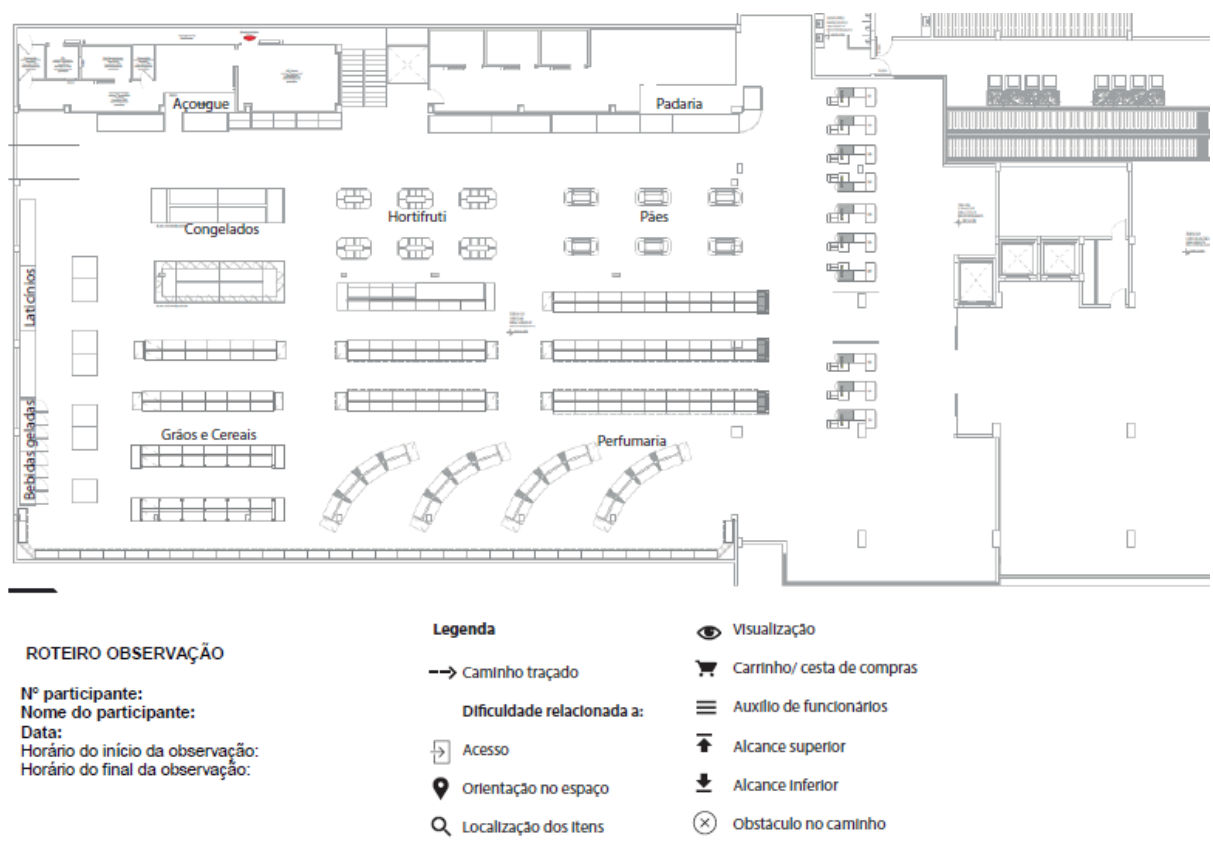 Açougue
Padaria
Hortifruti
Pães
Congelados
Laticínios
Bebidas geladas
Grãos e Cereais
Perfumaria
ROTEIRO OBSERVAÇÃO
Nº participante:
Nome do participante:
Data:
Horário do início da observação:
Horário do final da observação:
Legenda
Caminho traçado
Dificuldade relacionada a:
Acesso
Orientação no espaço
Localização dos itens
Visualização
Carrinho/ cesta de compras
Auxílio de funcionários
Alcance superior
Alcance inferior
Obstáculo no caminho